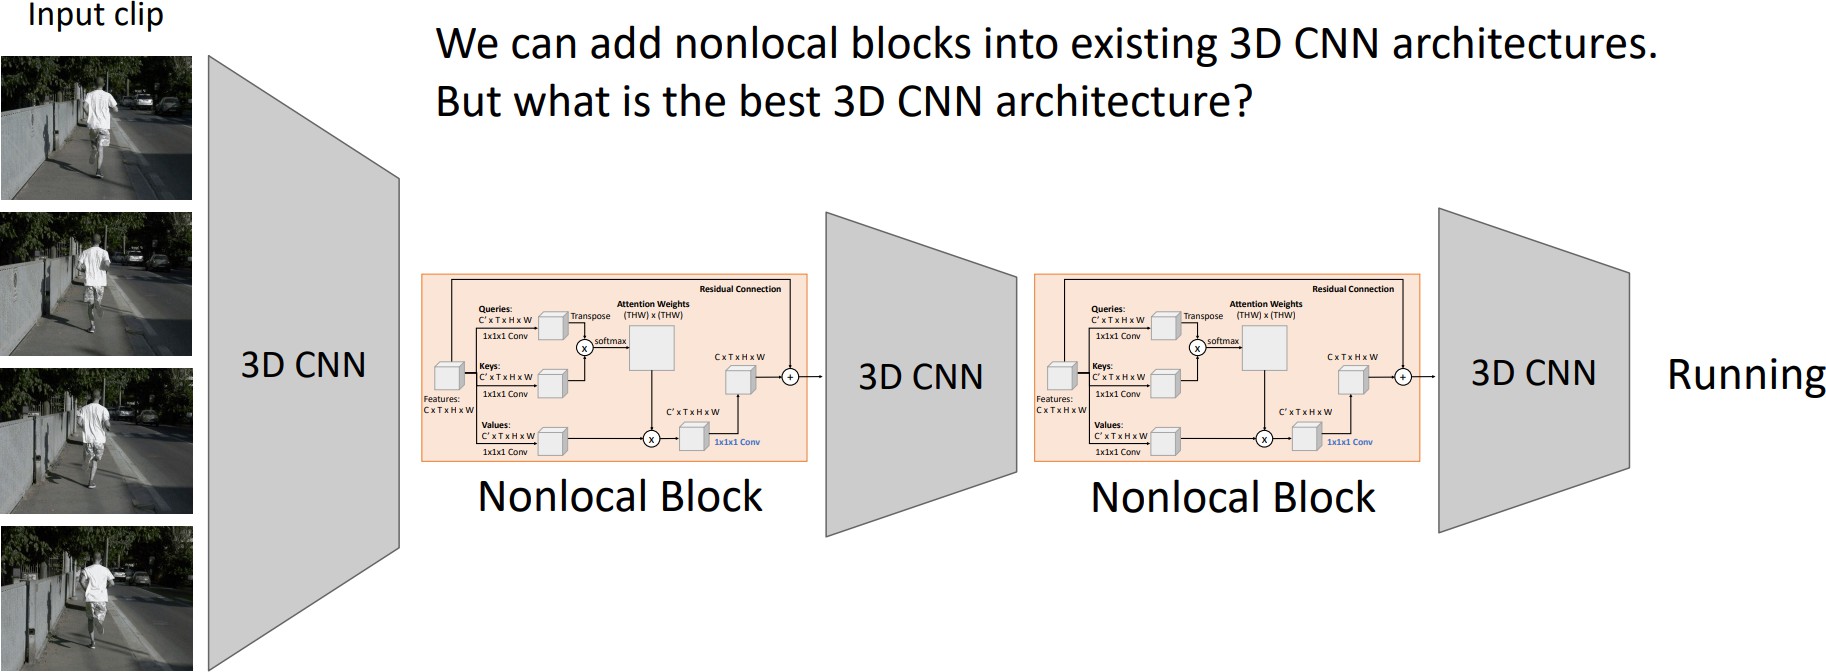 Input clip
We can add nonlocal blocks into existing 3D CNN architectures.
But what is the best 3D CNN architecture?
3D CNN
Residual Connection
Queries:
C’ x T x H x W
1x1x1 Conv
Transpose
Attention Weights
(THW) x (THW)
x
softmax
Keys:
C’ x T x H x W
1x1x1 Conv
Features:
C x T x H x W
Values:
C’ x T x H x W
1x1x1 Conv
x
C’ x T x H x W
1x1x1 Conv
C x T x H x W
+
Nonlocal Block
3D CNN
Residual Connection
Queries:
C’ x T x H x W
1x1x1 Conv
Transpose
Attention Weights
(THW) x (THW)
x
softmax
Keys:
C’ x T x H x W
1x1x1 Conv
Features:
C x T x H x W
Values:
C’ x T x H x W
1x1x1 Conv
x
C’ x T x H x W
1x1x1 Conv
C x T x H x W
+
Nonlocal Block
3D CNN
Running